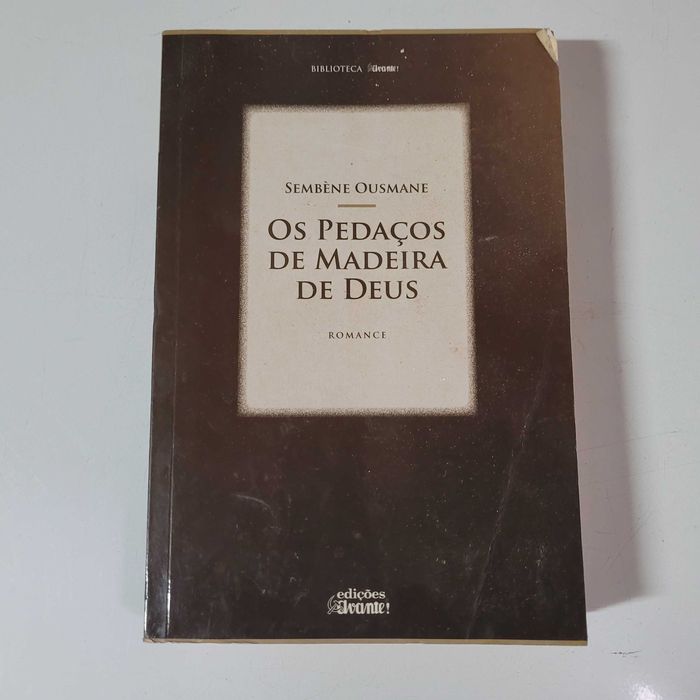 BIBLIOTECA Avante!
SEMBÈNE OUSMANE
OS PEDAÇOS
DE MADEIRA
DE DEUS
ROMANCE
edições
Avante!